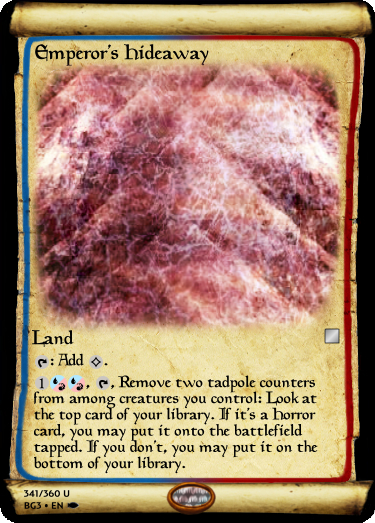 Emperor's Hideaway
Land
: Add .
1 , , Remove two tadpole counters
from among creatures you control: Look at
the top card of your library. If it's a Horror
card, you may put it onto the battlefield
tapped. If you don't, you may put it on the
bottom of your library.
341/360 U
BG3 • EN